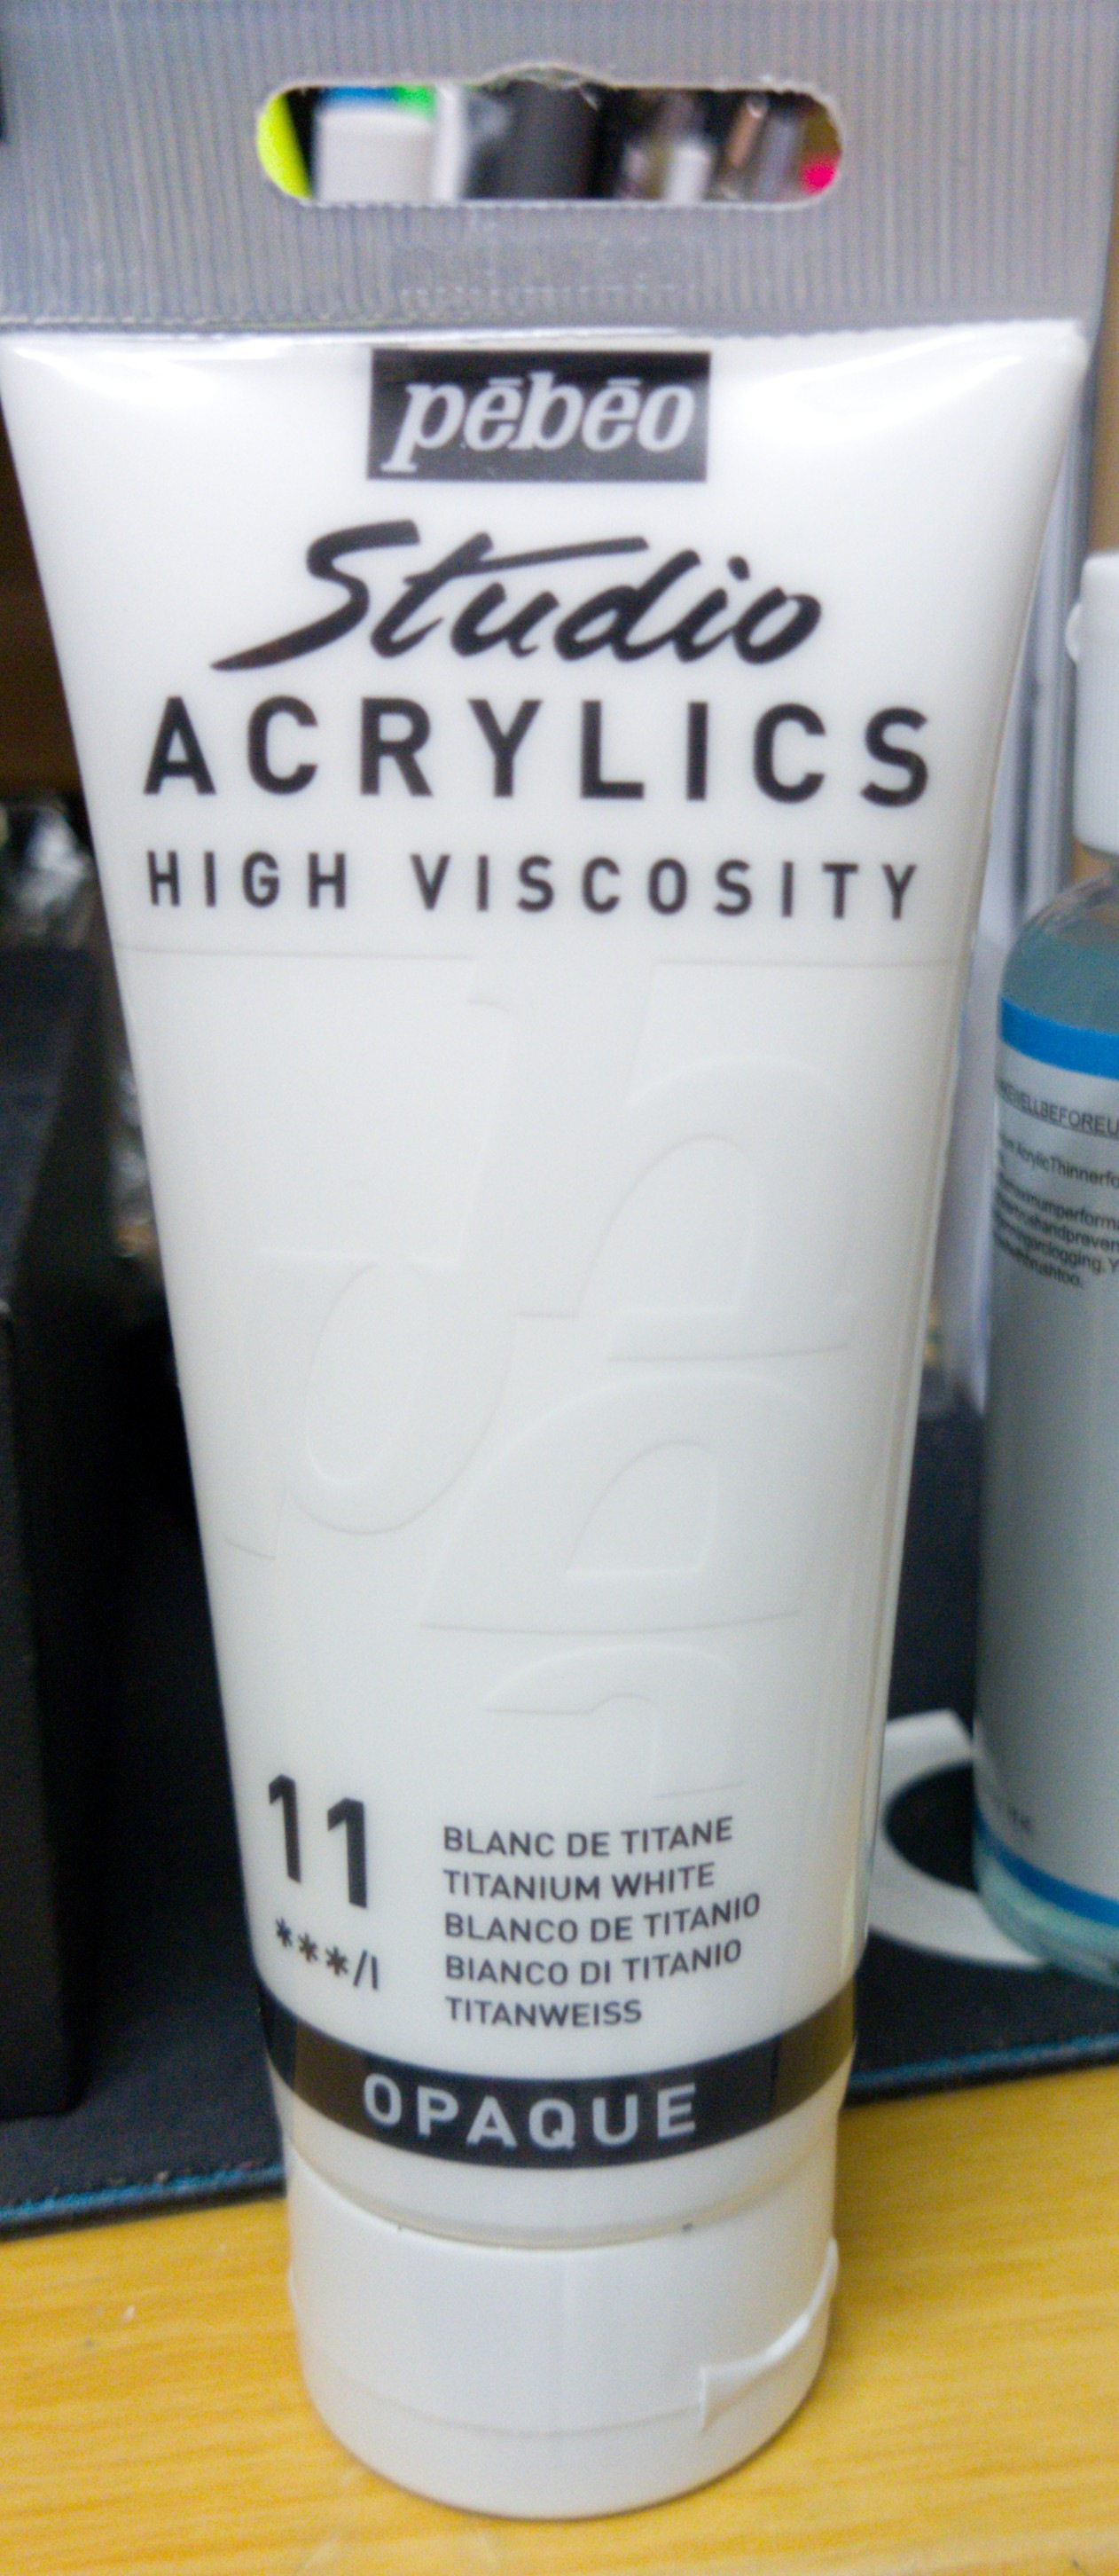 pēbēo
Studio
ACRYLICS
HIGH VISCOSITY
11
***/I
BLANC DE TITANE
TITANIUM WHITE
BLANCO DE TITANIO
BIANCO DI TITANIO
TITANWEISS
OPAQUE
AcrylicThinner